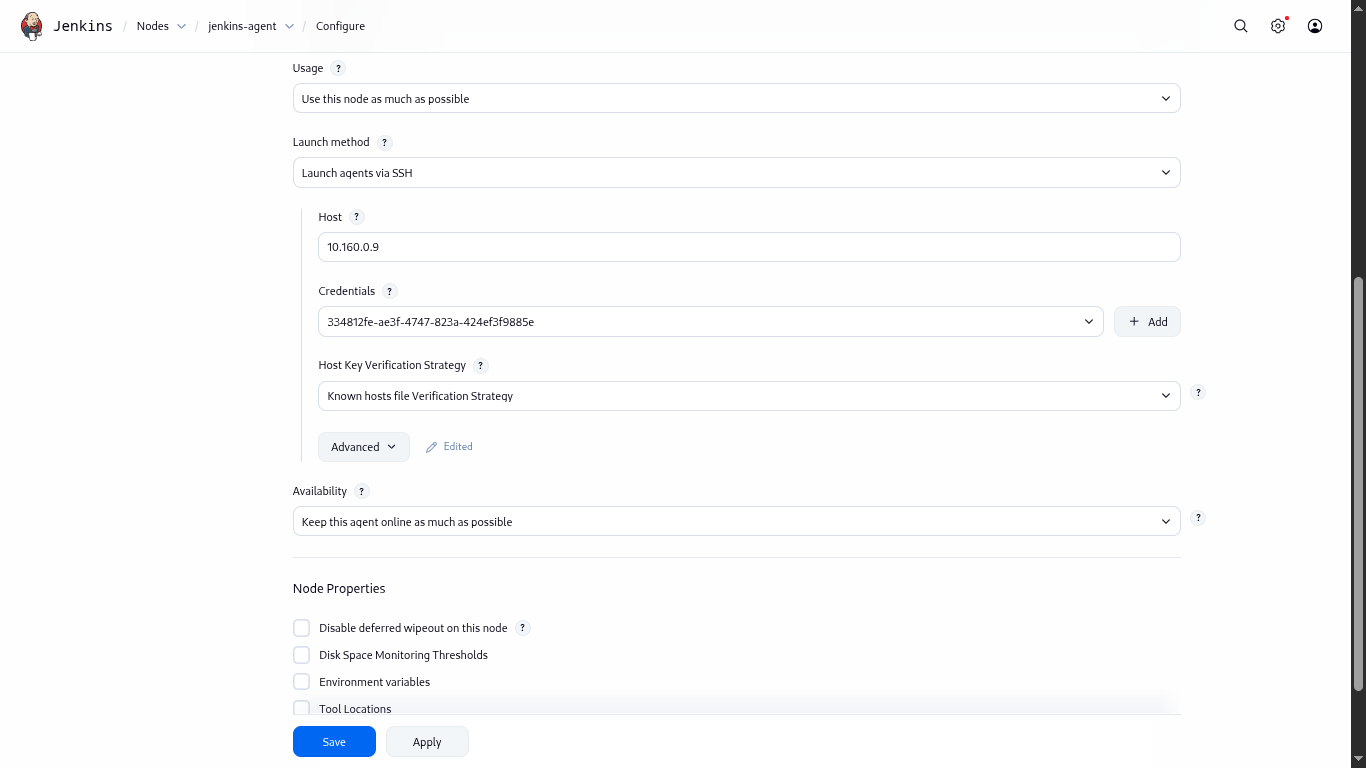 Jenkins / Nodes / jenkins-agent / Configure
Usage ?
Use this node as much as possible
Launch method ?
Launch agents via SSH
Host ?
10.160.0.9
Credentials ?
334812fe-ae3f-4747-823a-424ef3f9885e
+ Add
Host Key Verification Strategy ?
Known hosts file Verification Strategy
?
Advanced
Edited
Availability ?
Keep this agent online as much as possible
?
Node Properties
Disable deferred wipeout on this node ?
Disk Space Monitoring Thresholds
Environment variables
Tool Locations
Save
Apply